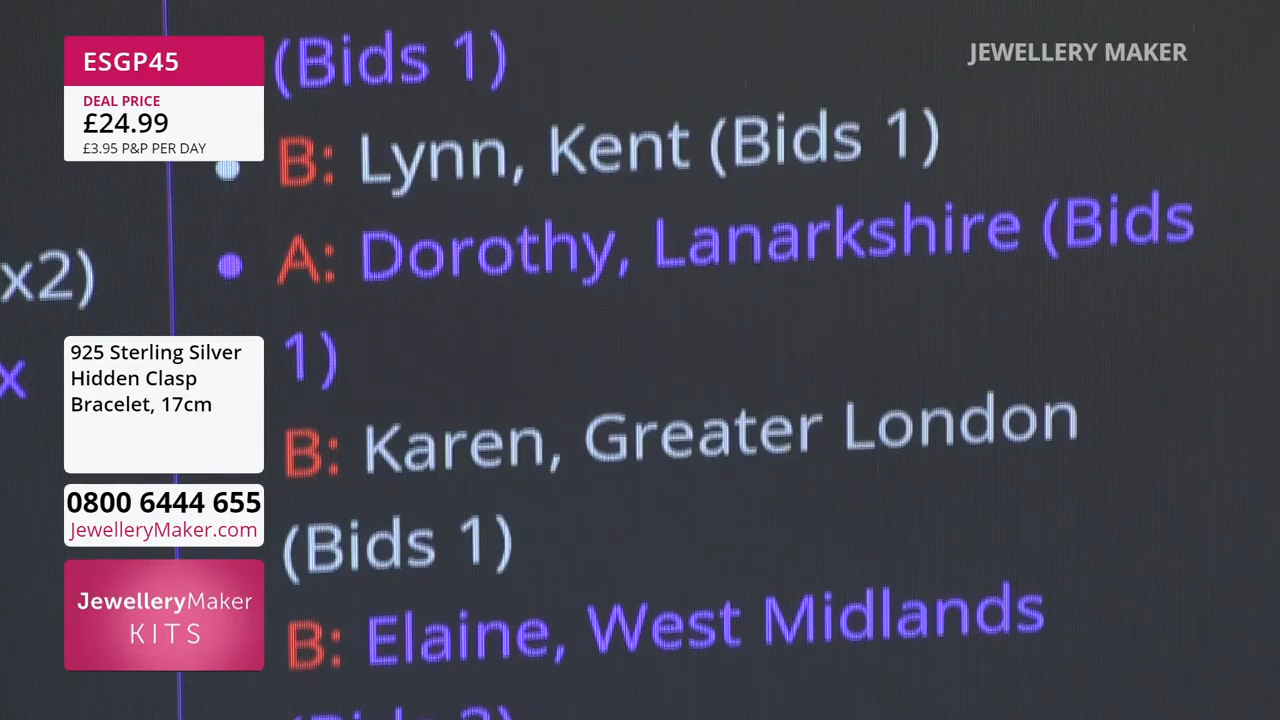 ESGP45
DEAL PRICE
£24.99
£3.95 P&P PER DAY
JEWELLERY MAKER
(Bids 1)
B: Lynn, Kent (Bids 1)
A: Dorothy, Lanarkshire (Bids
1)
B: Karen, Greater London
(Bids 1)
B: Elaine, West Midlands
x2)
x
925 Sterling Silver
Hidden Clasp
Bracelet, 17cm
0800 6444 655
JewelleryMaker.com
JewelleryMaker
KITS